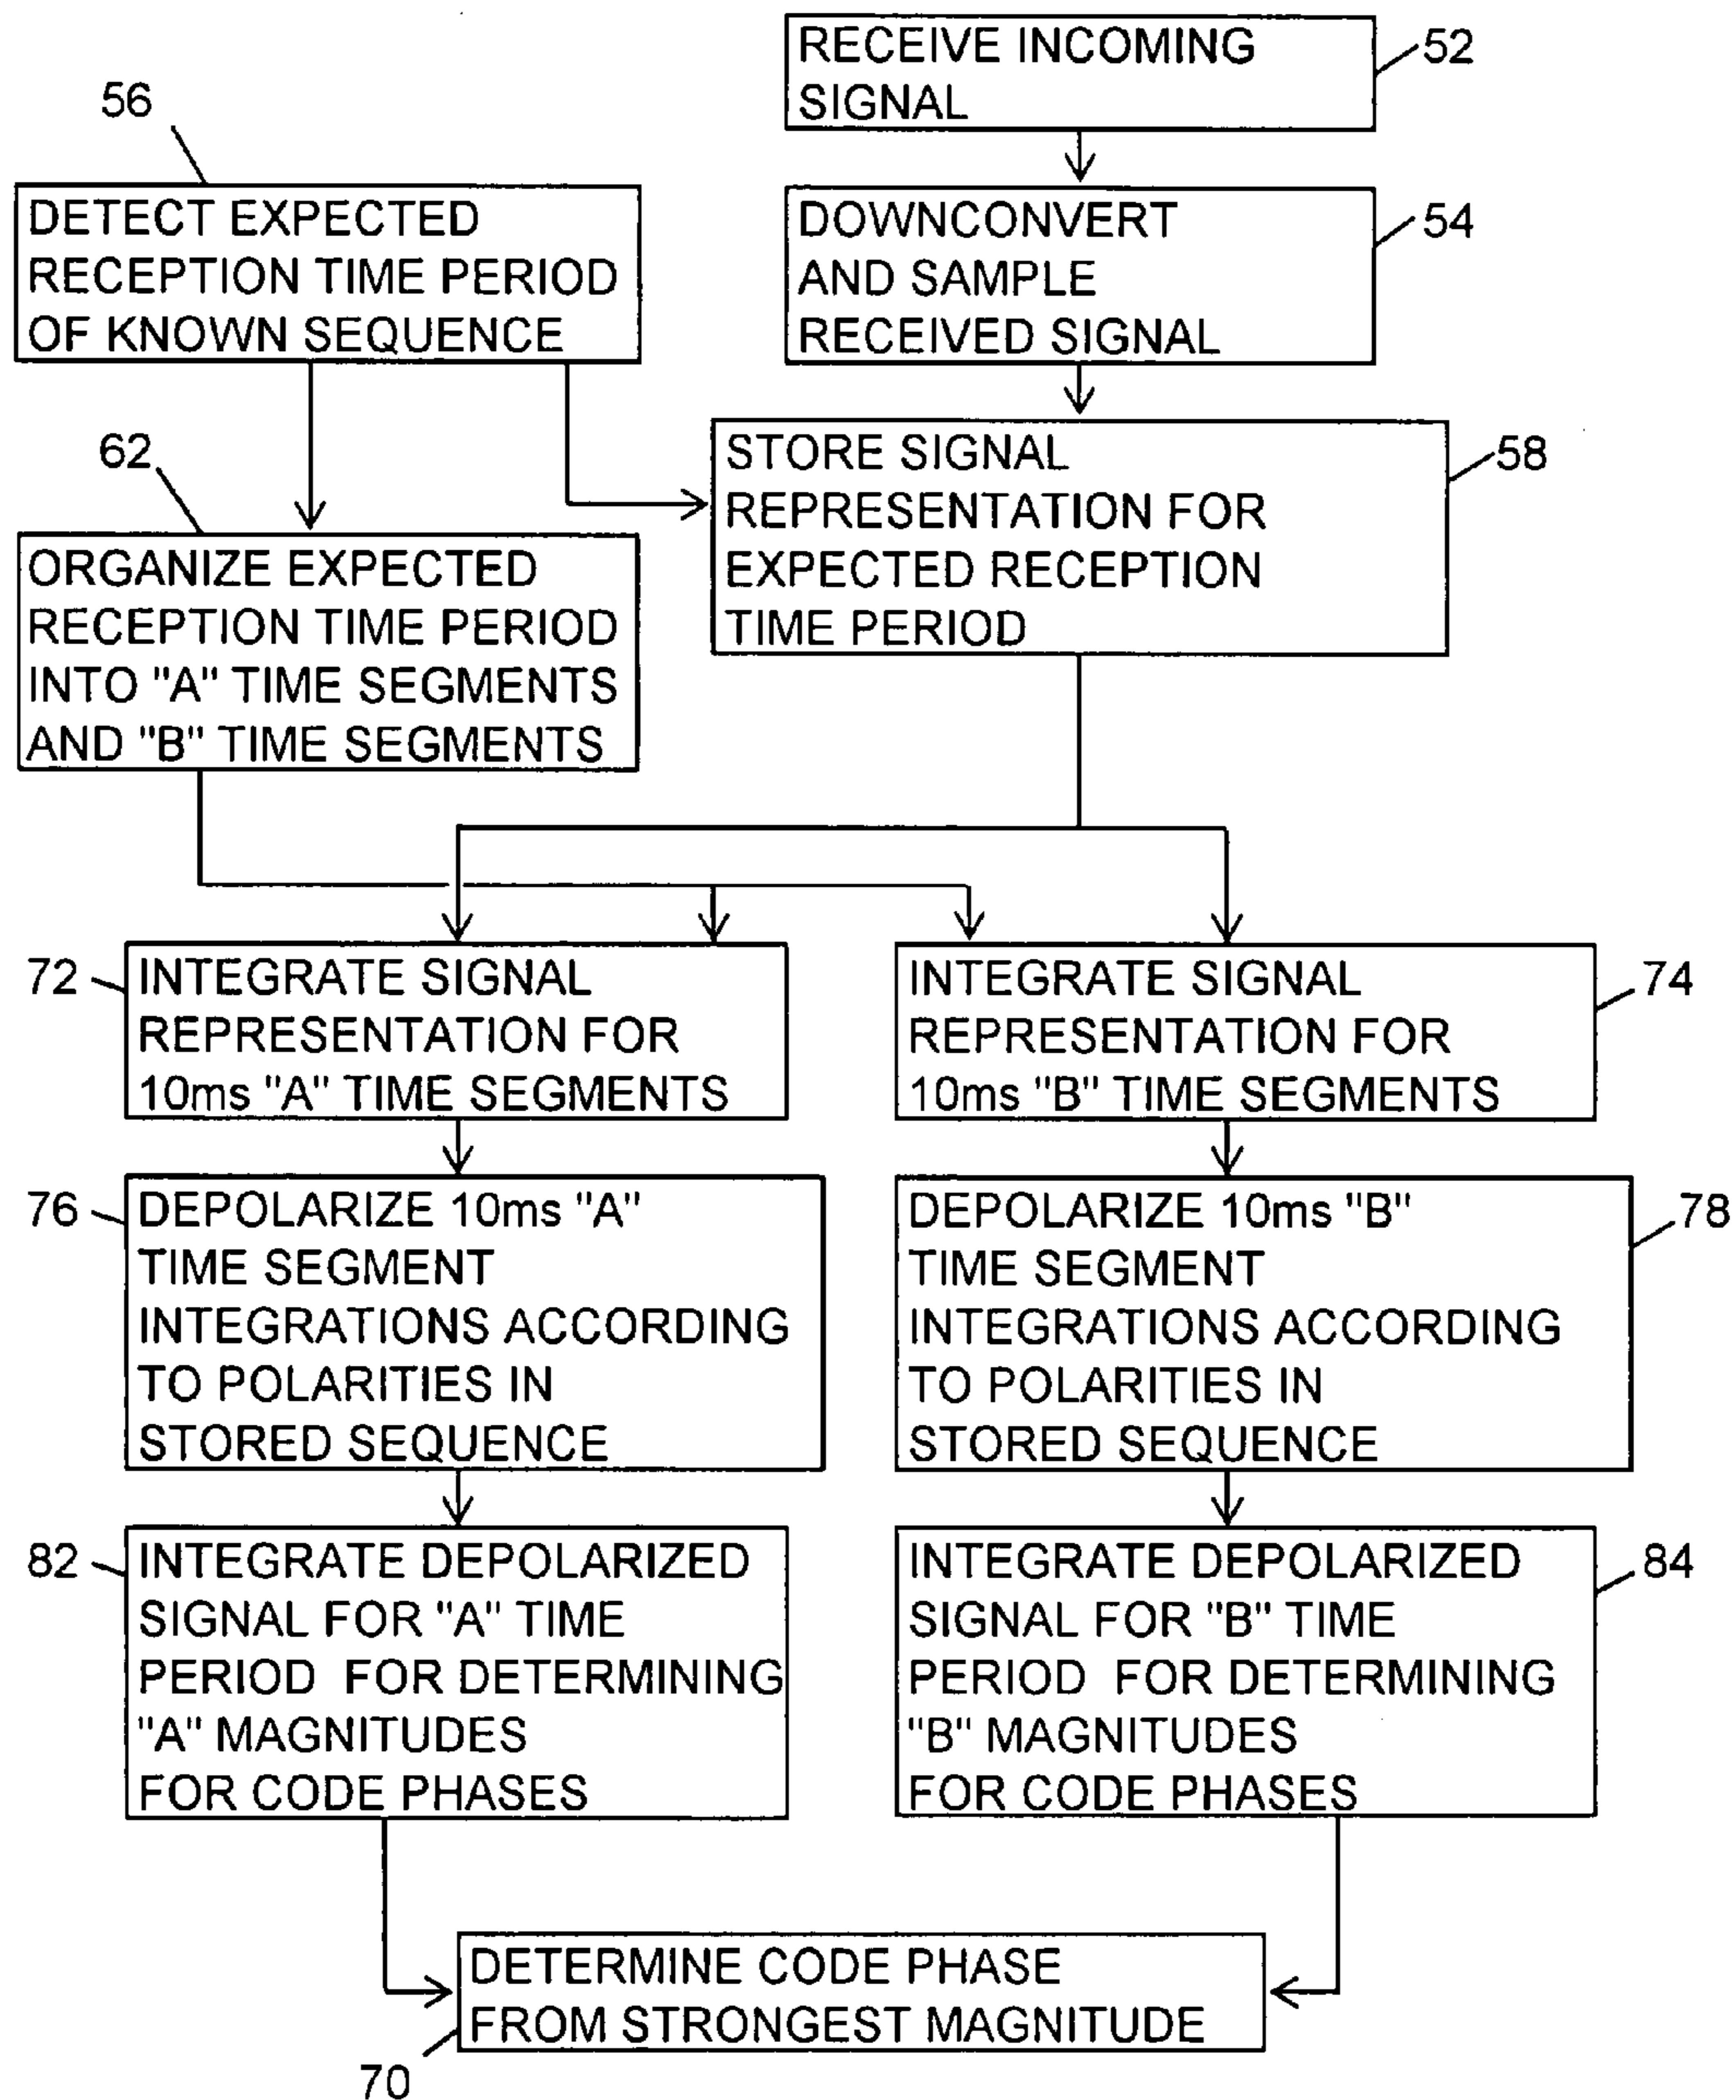 RECEIVE INCOMING
SIGNAL
52
56
DETECT EXPECTED
RECEPTION TIME PERIOD
OF KNOWN SEQUENCE
DOWNCONVERT
AND SAMPLE
RECEIVED SIGNAL
54
62
ORGANIZE EXPECTED
RECEPTION TIME PERIOD
INTO "A" TIME SEGMENTS
AND "B" TIME SEGMENTS
STORE SIGNAL
REPRESENTATION FOR
EXPECTED RECEPTION
TIME PERIOD
58
72
INTEGRATE SIGNAL
REPRESENTATION FOR
10ms "A" TIME SEGMENTS
INTEGRATE SIGNAL
REPRESENTATION FOR
10ms "B" TIME SEGMENTS
74
76
DEPOLARIZE 10ms "A"
TIME SEGMENT
INTEGRATIONS ACCORDING
TO POLARITIES IN
STORED SEQUENCE
DEPOLARIZE 10ms "B"
TIME SEGMENT
INTEGRATIONS ACCORDING
TO POLARITIES IN
STORED SEQUENCE
78
82
INTEGRATE DEPOLARIZED
SIGNAL FOR "A" TIME
PERIOD FOR DETERMINING
"A" MAGNITUDES
FOR CODE PHASES
INTEGRATE DEPOLARIZED
SIGNAL FOR "B" TIME
PERIOD FOR DETERMINING
"B" MAGNITUDES
FOR CODE PHASES
84
DETERMINE CODE PHASE
FROM STRONGEST MAGNITUDE
70